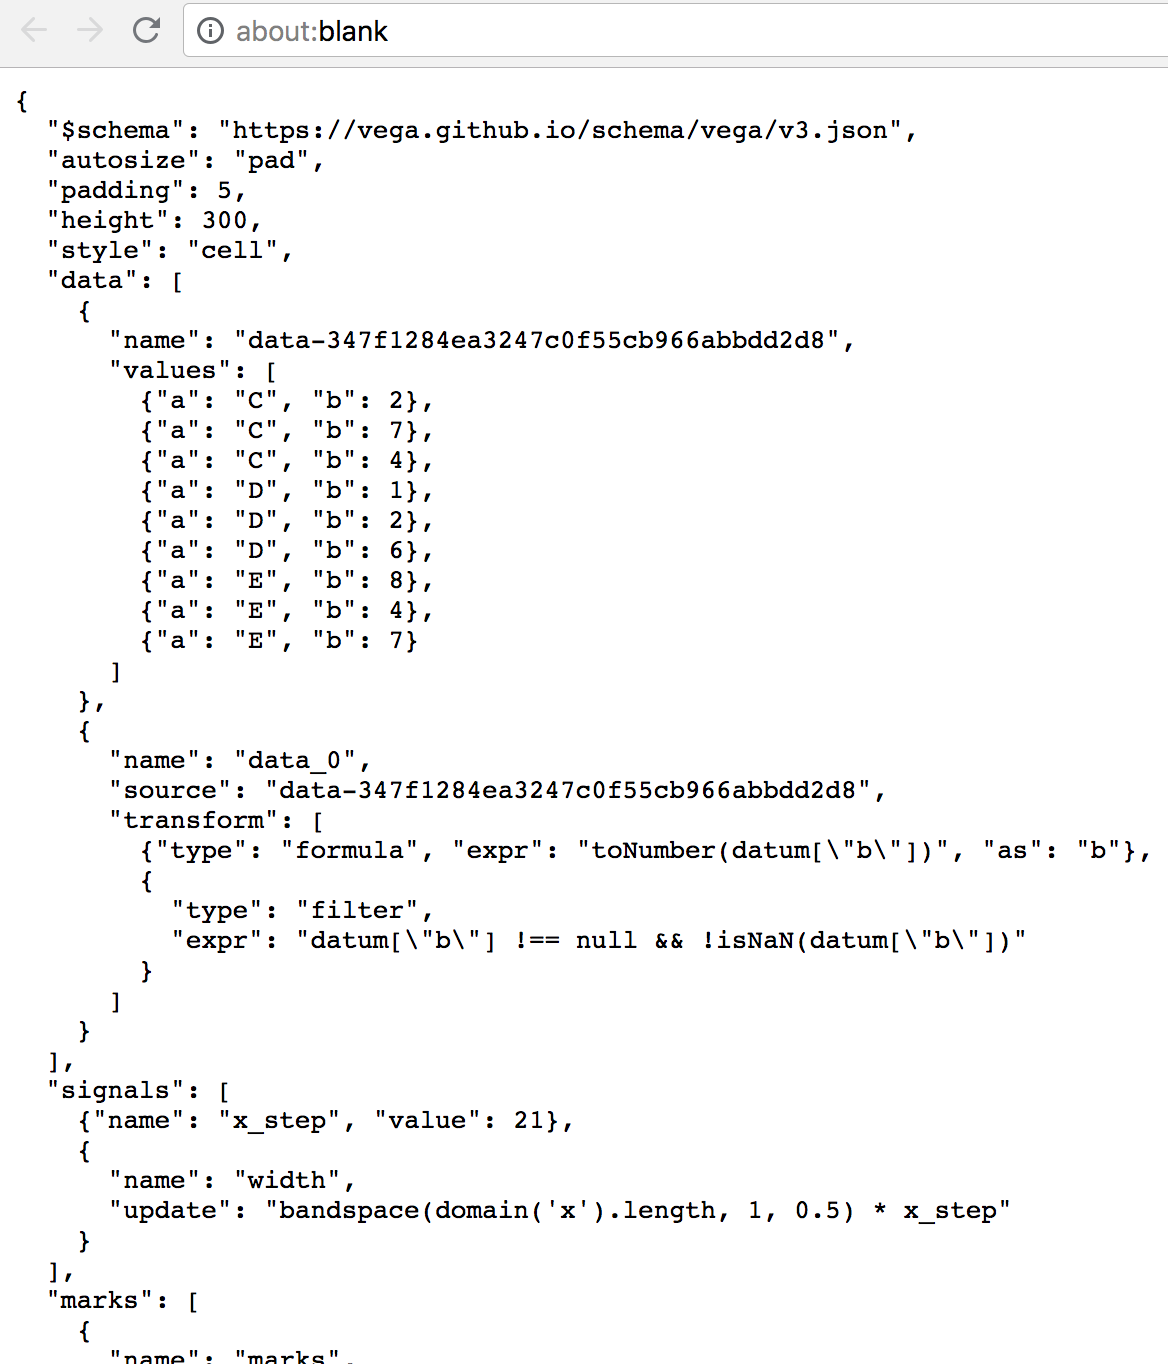 about:blank
{
  "$schema": "https://vega.github.io/schema/vega/v3.json",
  "autosize": "pad",
  "padding": 5,
  "height": 300,
  "style": "cell",
  "data": [
    {
      "name": "data-347f1284ea3247c0f55cb966abbdd2d8",
      "values": [
        {"a": "C", "b": 2},
        {"a": "C", "b": 7},
        {"a": "C", "b": 4},
        {"a": "D", "b": 1},
        {"a": "D", "b": 2},
        {"a": "D", "b": 6},
        {"a": "E", "b": 8},
        {"a": "E", "b": 4},
        {"a": "E", "b": 7}
      ]
    },
    {
      "name": "data_0",
      "source": "data-347f1284ea3247c0f55cb966abbdd2d8",
      "transform": [
        {"type": "formula", "expr": "toNumber(datum[\"b\"])", "as": "b"},
        {
          "type": "filter",
          "expr": "datum[\"b\"] !== null && !isNaN(datum[\"b\"])"
        }
      ]
    }
  ],
  "signals": [
    {"name": "x_step", "value": 21},
    {
      "name": "width",
      "update": "bandspace(domain('x').length, 1, 0.5) * x_step"
    }
  ],
  "marks": [
    {
      "name": "marks",